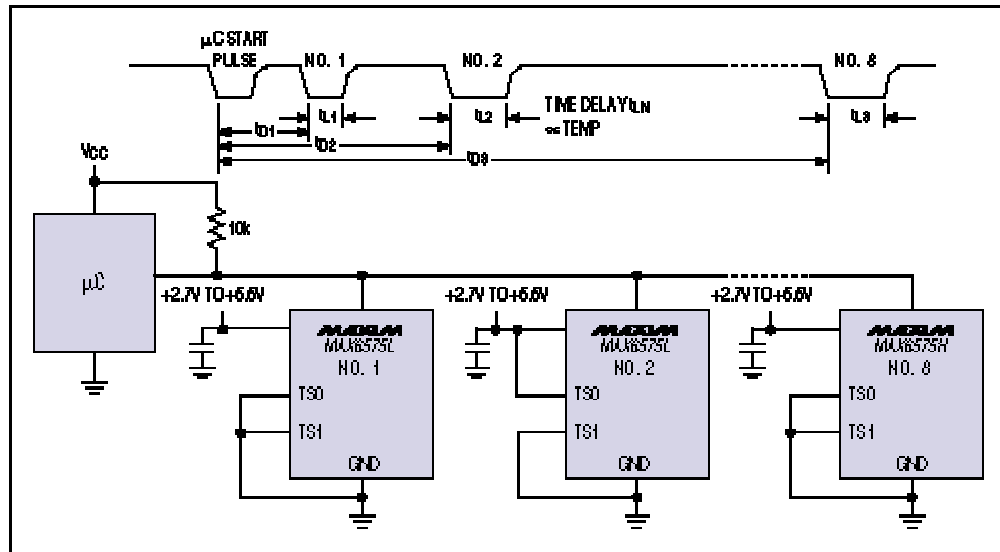 μC START
PULSE
NO. 1
NO. 2
NO. 8
tL1
tL2
TIME DELAY tLN
∝ TEMP
tL8
tD1
tD2
VCC
10k
μC
+2.7V TO +5.5V
+2.7V TO +5.5V
+2.7V TO +5.5V
MAXIM
MAX6575L
NO. 1
TS0
TS1
GND
MAXIM
MAX6575L
NO. 2
TS0
TS1
GND
MAXIM
MAX6575H
NO. 8
TS0
TS1
GND